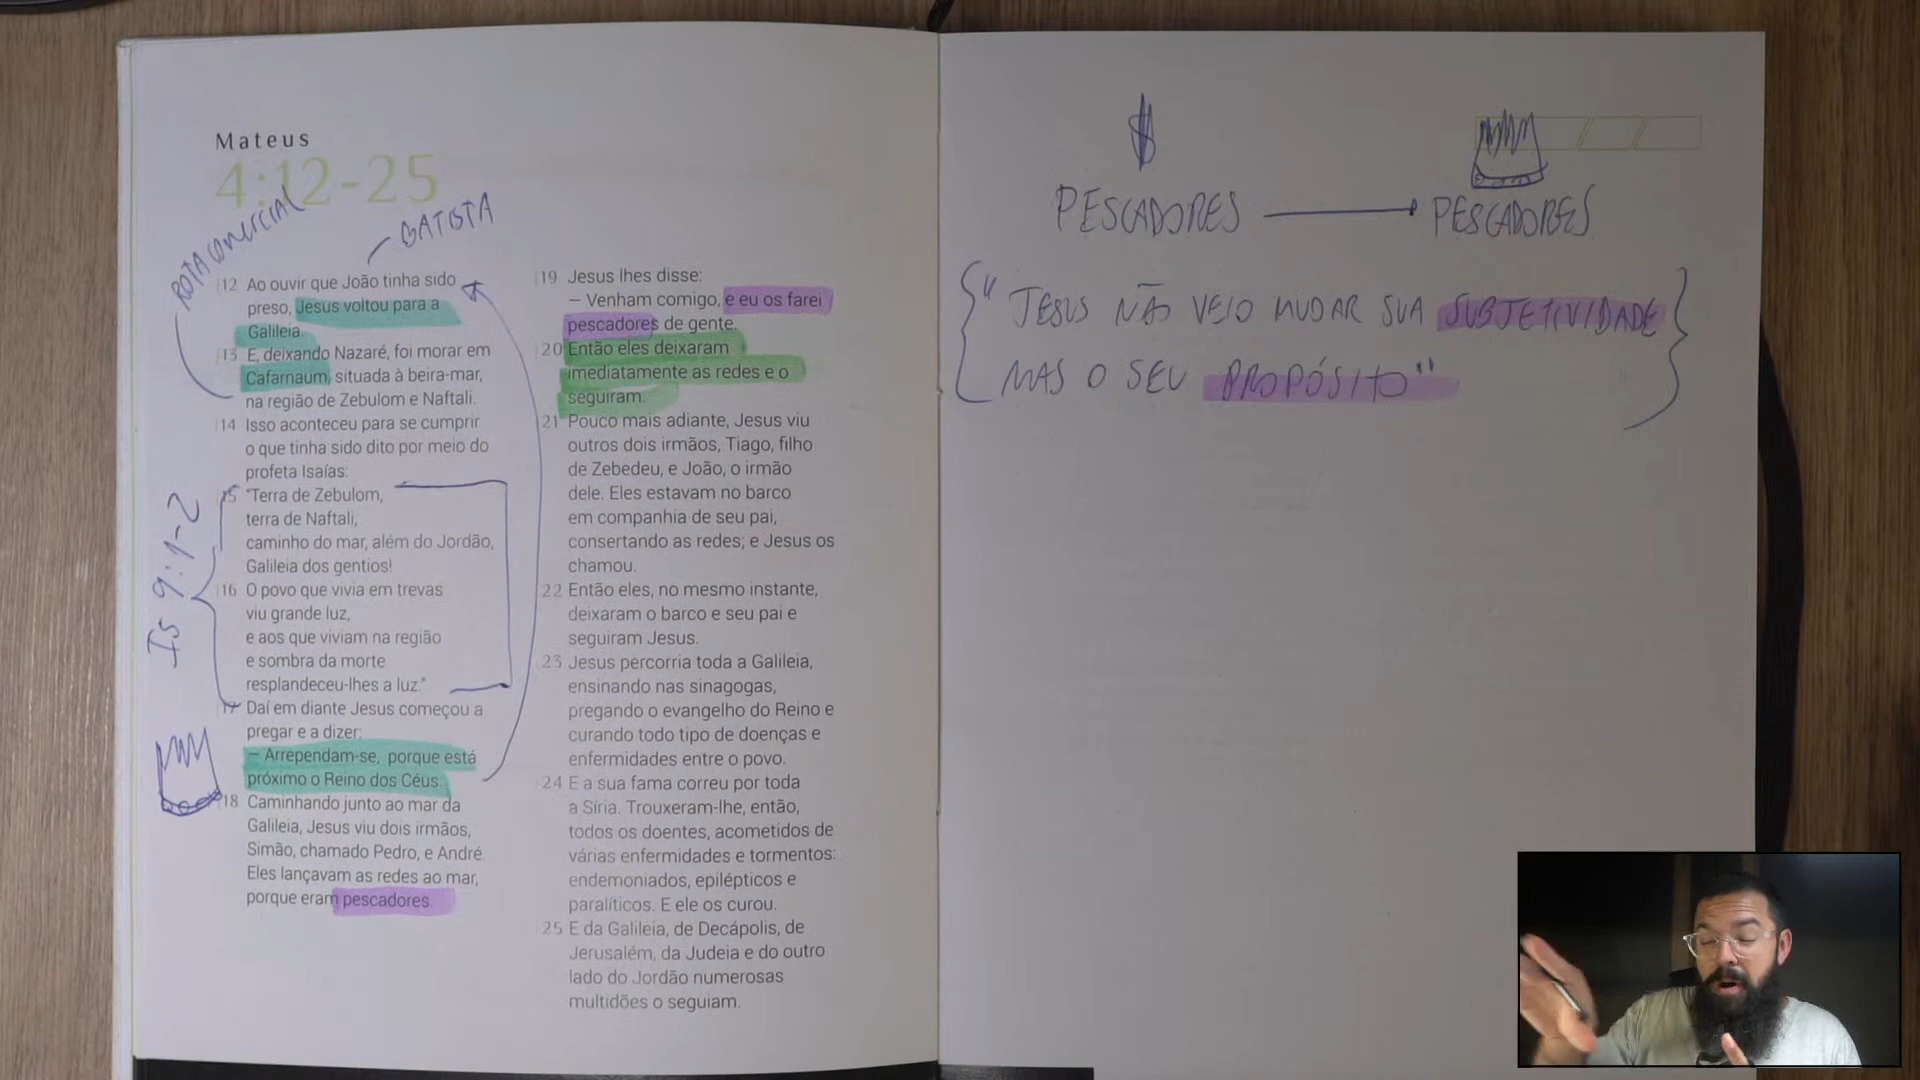 Mateus
4:12-25
ROTA COMERCIAL
BATISTA
12 Ao ouvir que João tinha sido
preso, Jesus voltou para a
Galileia.
13 E, deixando Nazaré, foi morar em
Cafarnaum, situada à beira-mar,
na região de Zebulom e Naftali.
14 Isso aconteceu para se cumprir
o que tinha sido dito por meio do
profeta Isaías:
Is 9:1-2
15 "Terra de Zebulom,
terra de Naftali,
caminho do mar, além do Jordão,
Galileia dos gentios!
16 O povo que vivia em trevas
viu grande luz,
e aos que viviam na região
e sombra da morte
resplandeceu-lhes a luz."
17 Daí em diante Jesus começou a
pregar e a dizer:
– Arrependam-se, porque está
próximo o Reino dos Céus.
18 Caminhando junto ao mar da
Galileia, Jesus viu dois irmãos,
Simão, chamado Pedro, e André.
Eles lançavam as redes ao mar,
porque eram pescadores.
19 Jesus lhes disse:
– Venham comigo, e eu os farei
pescadores de gente.
20 Então eles deixaram
imediatamente as redes e o
seguiram.
21 Pouco mais adiante, Jesus viu
outros dois irmãos, Tiago, filho
de Zebedeu, e João, o irmão
dele. Eles estavam no barco
em companhia de seu pai,
consertando as redes; e Jesus os
chamou.
22 Então eles, no mesmo instante,
deixaram o barco e seu pai e
seguiram Jesus.
23 Jesus percorria toda a Galileia,
ensinando nas sinagogas,
pregando o evangelho do Reino e
curando todo tipo de doenças e
enfermidades entre o povo.
24 E a sua fama correu por toda
a Síria. Trouxeram-lhe, então,
todos os doentes, acometidos de
várias enfermidades e tormentos:
endemoniados, epilépticos e
paralíticos. E ele os curou.
25 E da Galileia, de Decápolis, de
Jerusalém, da Judeia e do outro
lado do Jordão numerosas
multidões o seguiam.
$
PESCADORES → PESCADORES
"JESUS NÃO VEIO MUDAR SUA SUBJETIVIDADE
MAS O SEU PROPÓSITO"